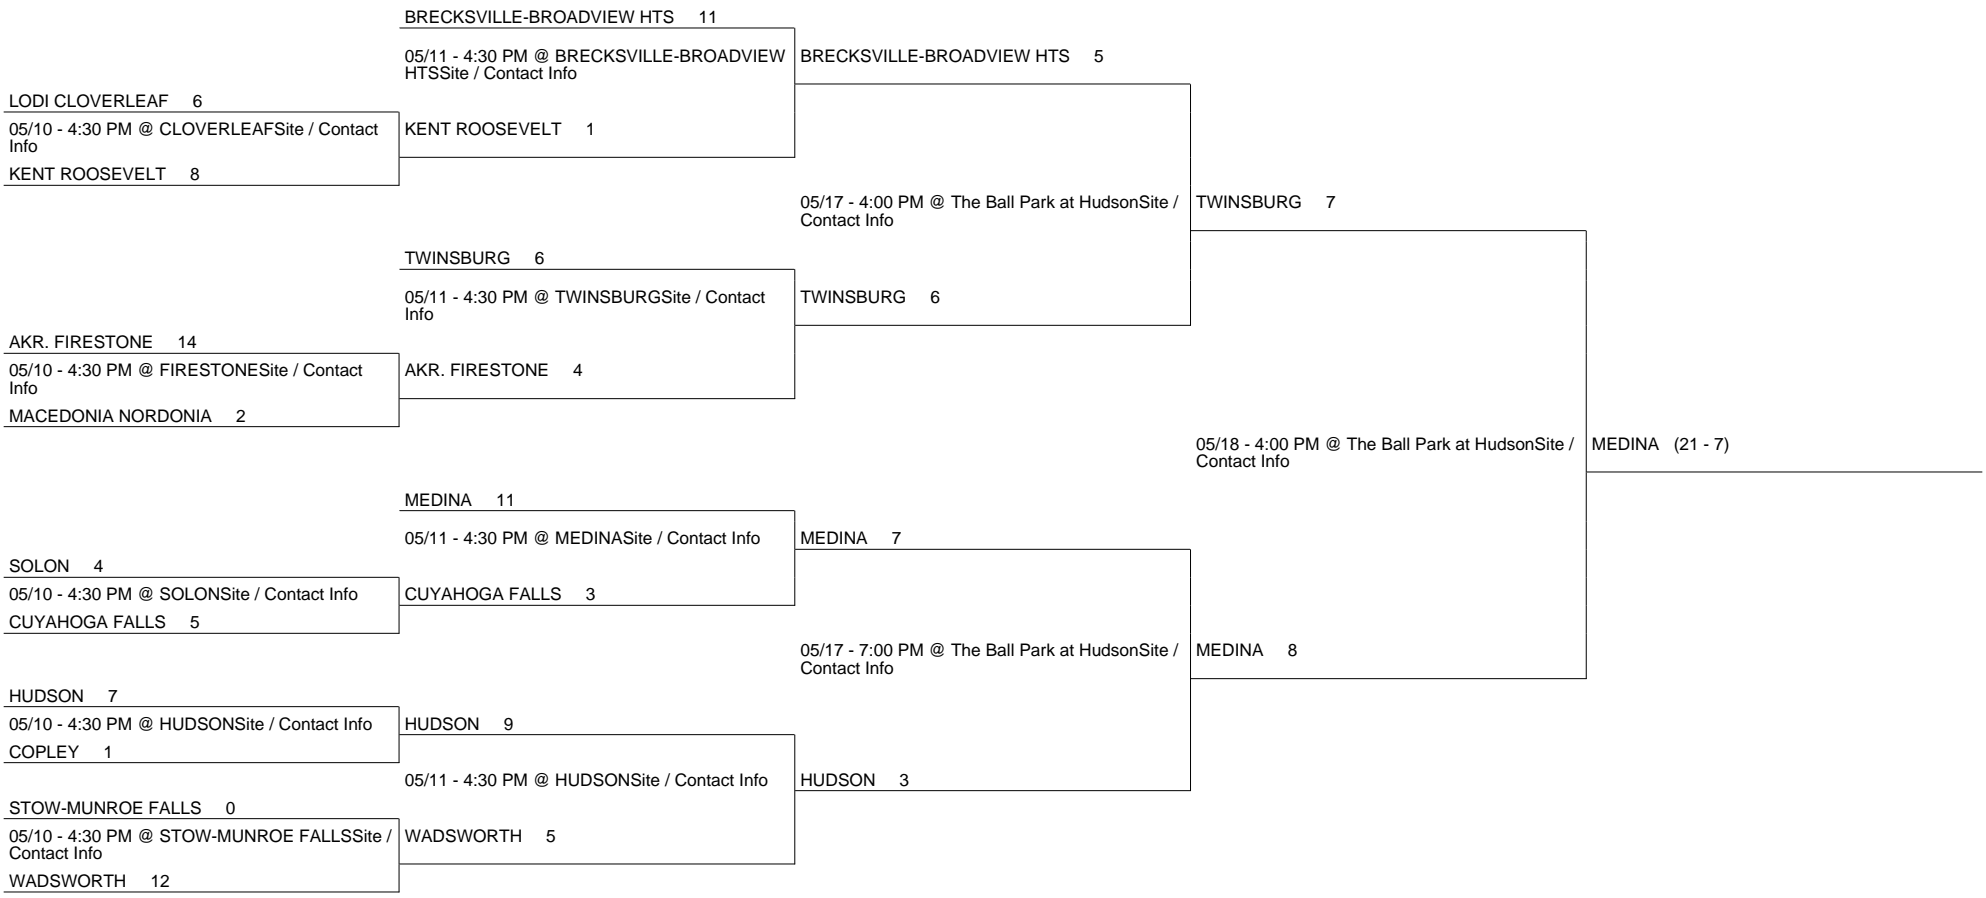 BRECKSVILLE-BROADVIEW HTS 11
05/11 - 4:30 PM @ BRECKSVILLE-BROADVIEW
HTSSite / Contact Info
BRECKSVILLE-BROADVIEW HTS 5
LODI CLOVERLEAF 6
05/10 - 4:30 PM @ CLOVERLEAFSite / Contact
Info
KENT ROOSEVELT 1
KENT ROOSEVELT 8
05/17 - 4:00 PM @ The Ball Park at HudsonSite /
Contact Info
TWINSBURG 7
TWINSBURG 6
05/11 - 4:30 PM @ TWINSBURGSite / Contact
Info
TWINSBURG 6
AKR. FIRESTONE 14
05/10 - 4:30 PM @ FIRESTONESite / Contact
Info
AKR. FIRESTONE 4
MACEDONIA NORDONIA 2
05/18 - 4:00 PM @ The Ball Park at HudsonSite /
Contact Info
MEDINA (21 - 7)
MEDINA 11
05/11 - 4:30 PM @ MEDINASite / Contact Info
MEDINA 7
SOLON 4
05/10 - 4:30 PM @ SOLONSite / Contact Info
CUYAHOGA FALLS 3
CUYAHOGA FALLS 5
05/17 - 7:00 PM @ The Ball Park at HudsonSite /
Contact Info
MEDINA 8
HUDSON 7
05/10 - 4:30 PM @ HUDSONSite / Contact Info
HUDSON 9
COPLEY 1
05/11 - 4:30 PM @ HUDSONSite / Contact Info
HUDSON 3
STOW-MUNROE FALLS 0
05/10 - 4:30 PM @ STOW-MUNROE FALLSSite /
Contact Info
WADSWORTH 5
WADSWORTH 12